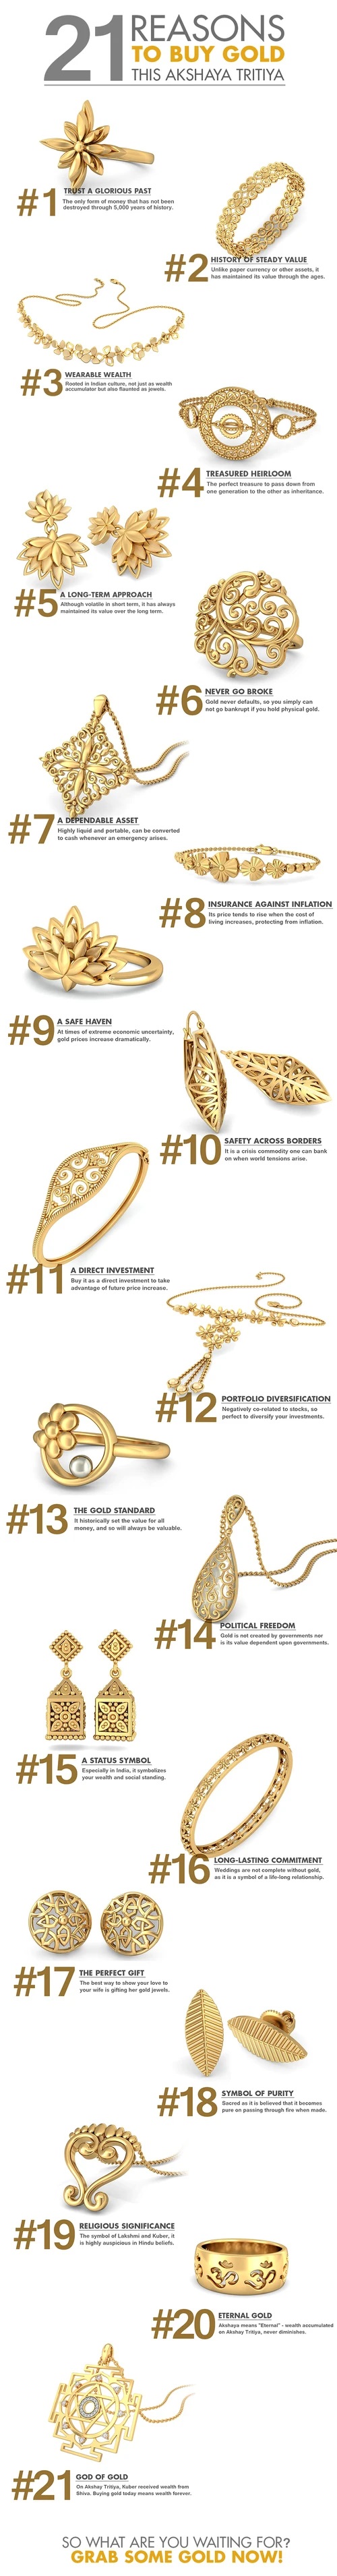 21 REASONS
TO BUY GOLD
THIS AKSHAYA TRITIYA
#1 TRUST A GLORIOUS PAST
The only form of money that has not been
destroyed through 5,000 years of history.
#2 HISTORY OF STEADY VALUE
Unlike paper currency or other assets, it
has maintained its value through the ages.
#3 WEARABLE WEALTH
Rooted in Indian culture, not just as wealth
accumulater but also flaunted as jewels.
#4 TREASURED HEIRLOOM
The perfect treasure to pass down from
one generation to the other as inheritance.
#5 A LONG-TERM APPROACH
Although volatile in short term, it has always
maintained its value over the long term.
#6 NEVER GO BROKE
Gold never defaults, so you simply can
not go bankrupt if you hold physical gold.
#7 A DEPENDABLE ASSET
Highly liquid and portable, can be converted
to cash whenever an emergency arises.
#8 INSURANCE AGAINST INFLATION
Its price tends to rise when the cost of
living increases, protecting from inflation.
#9 A SAFE HAVEN
At times of extreme economic uncertainty,
gold prices increase dramatically.
#10 SAFETY ACROSS BORDERS
It is a crisis commodity one can bank
on when world tensions arise.
#11 A DIRECT INVESTMENT
Buy it as a direct investment to take
advantage of future price increase.
#12 PORTFOLIO DIVERSIFICATION
Negatively co-related to stocks, so
perfect to diversify your investments.
#13 THE GOLD STANDARD
It historically set the value for all
money, and so will always be valuable.
#14 POLITICAL FREEDOM
Gold is not created by governments nor
is its value dependent upon governments.
#15 A STATUS SYMBOL
Especially in India, it symbolizes
your wealth and social standing.
#16 LONG-LASTING COMMITMENT
Weddings are not complete without gold,
as it is a symbol of a life-long relationship.
#17 THE PERFECT GIFT
The best way to show your love to
your wife is gifting her gold jewels.
#18 SYMBOL OF PURITY
Sacred as it is believed that it becomes
pure on passing through fire when made.
#19 RELIGIOUS SIGNIFICANCE
The symbol of Lakshmi and Kuber, it
is highly auspicious in Hindu beliefs.
#20 ETERNAL GOLD
Akshaya means "Eternal" - wealth accumulated
on Akshay Tritiya, never diminishes.
#21 GOD OF GOLD
On Akshay Tritiya, Kuber received wealth from
Shiva. Buying gold today means wealth forever.
SO WHAT ARE YOU WAITING FOR?
GRAB SOME GOLD NOW!